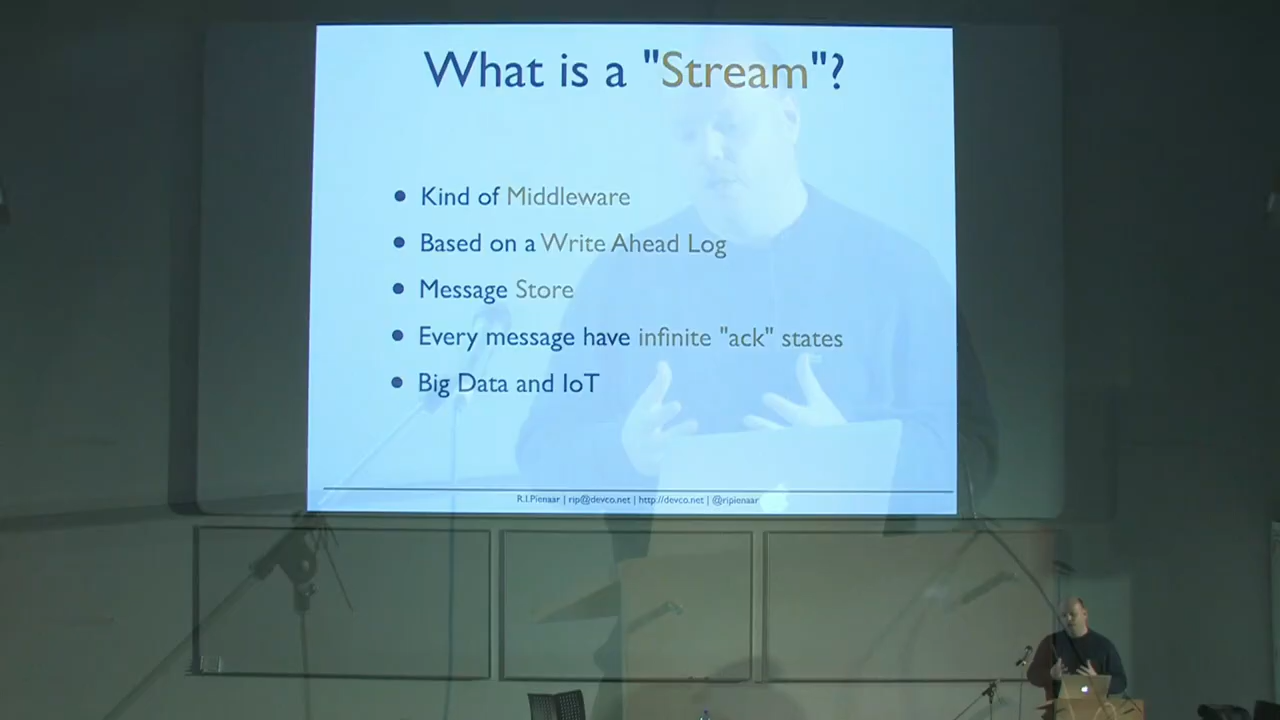 What is a "Stream"?
• Kind of Middleware
• Based on a Write Ahead Log
• Message Store
• Every message have infinite "ack" states
• Big Data and IoT
R.I.Pienaar | rip@devco.net | http://devco.net | @ripienaar